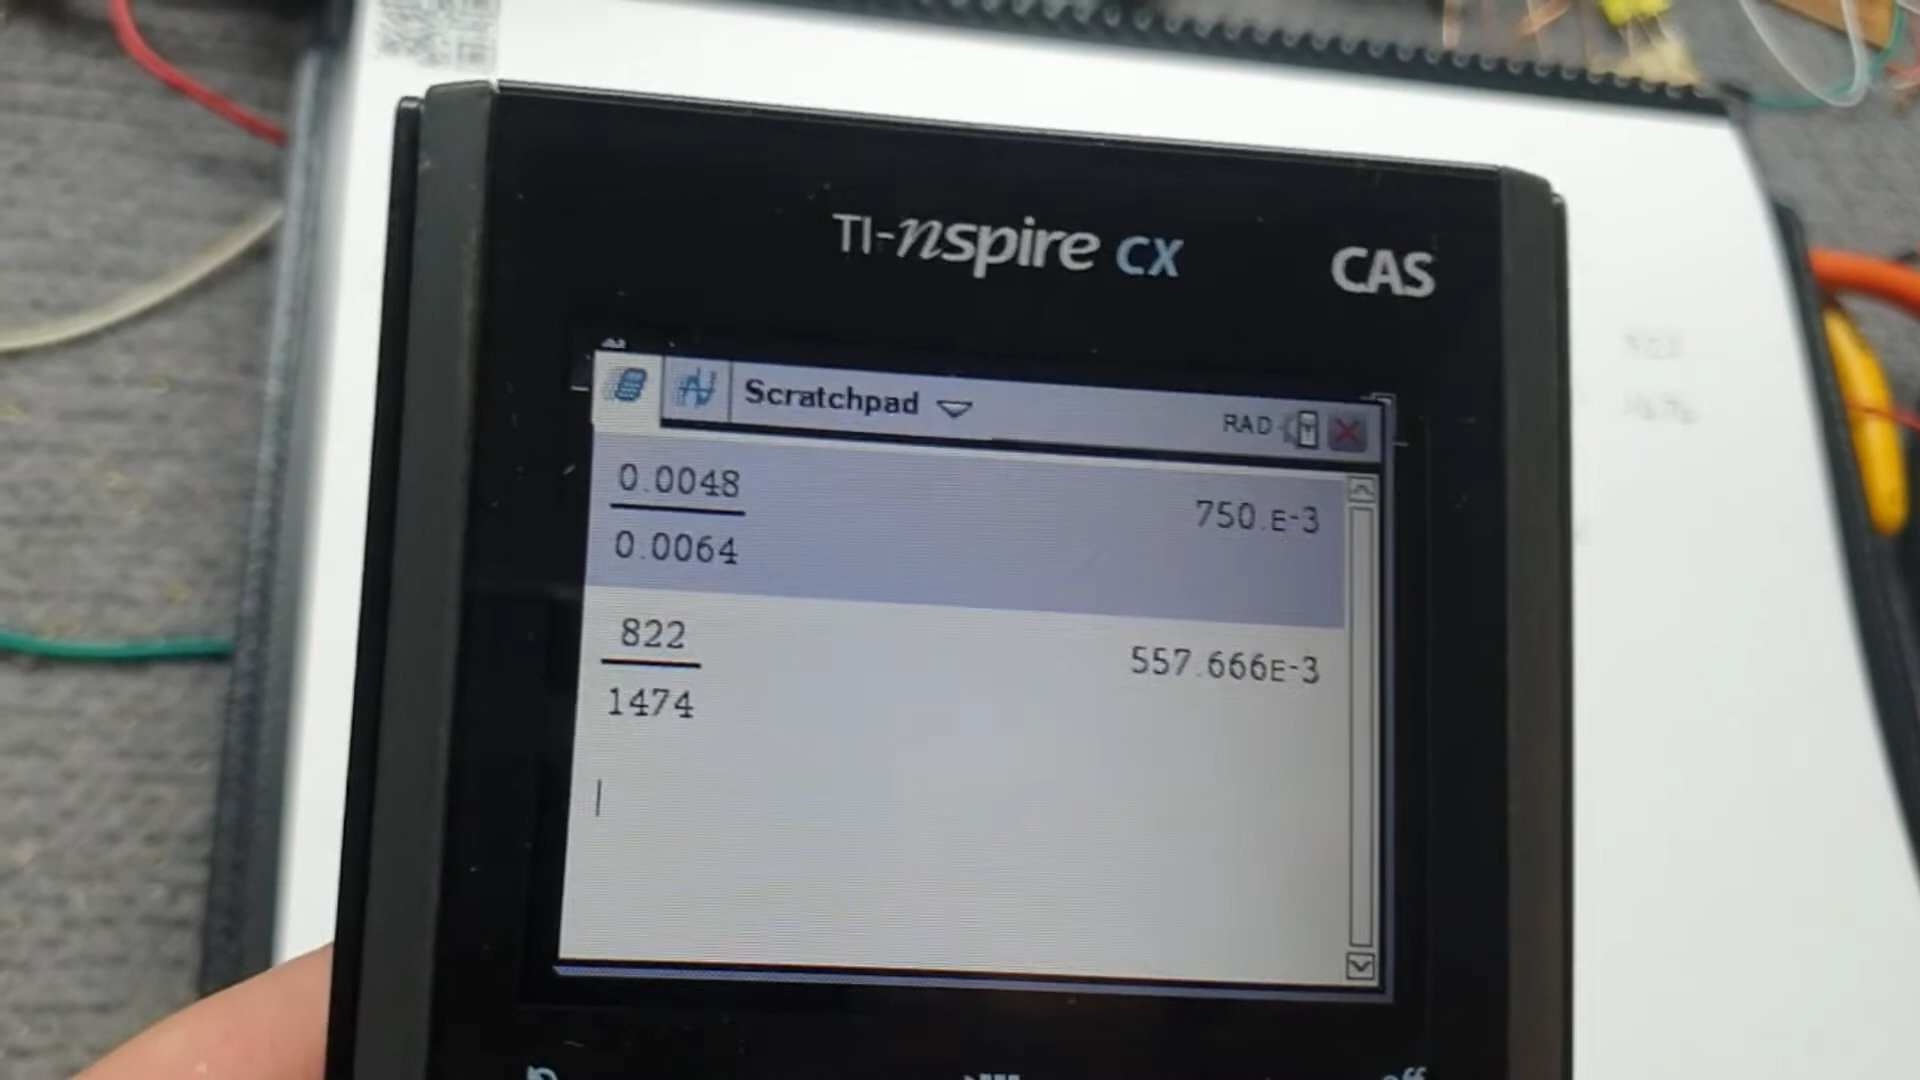 TI-nspire CX CAS
Scratchpad RAD
0.0048
0.0064
750.E-3
822
1474
557.666E-3